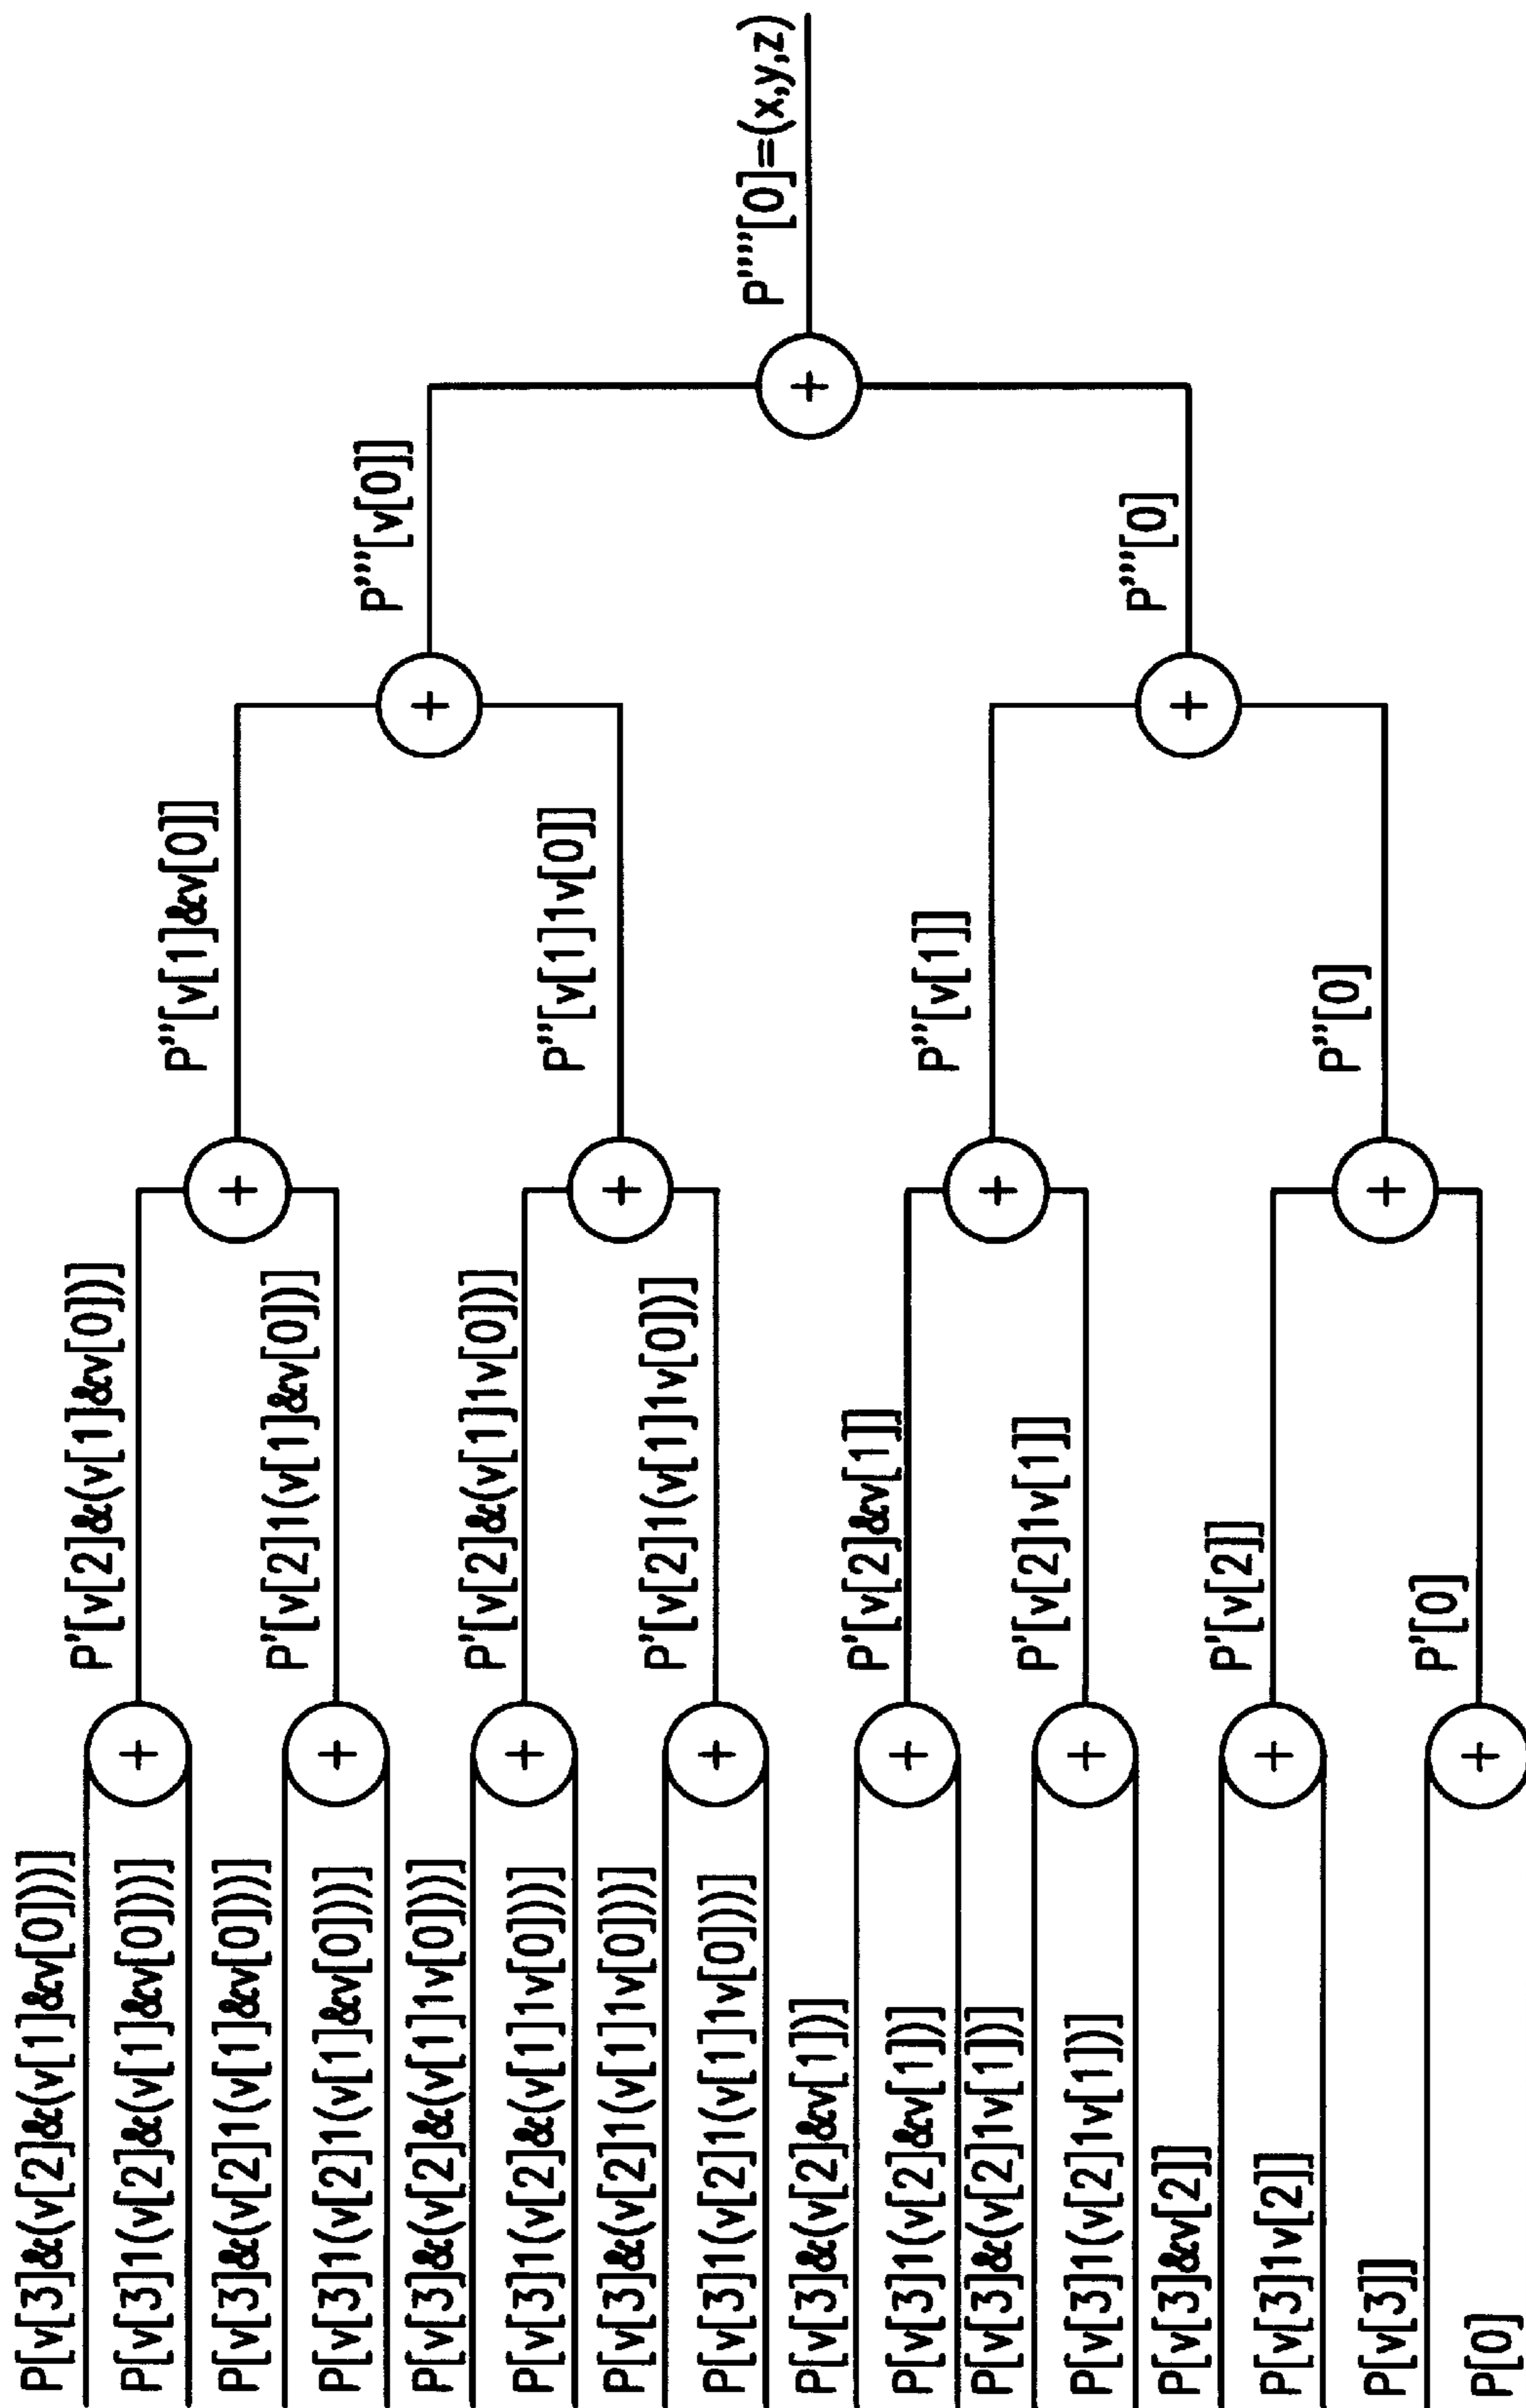 P[v[3]&(v[2]&(v[1]&v[0])))]
P[v[3]1(v[2]&(v[1]&v[0])))]
P[v[3]&(v[2]1(v[1]&v[0])))]
P[v[3]1(v[2]1(v[1]&v[0])))]
P[v[3]&(v[2]&(v[1]1v[0])))]
P[v[3]1(v[2]&(v[1]1v[0])))]
P[v[3]&(v[2]1(v[1]1v[0])))]
P[v[3]1(v[2]1(v[1]1v[0])))]
P[v[3]&(v[2]&v[1]))]
P[v[3]1(v[2]&v[1]))]
P[v[3]&(v[2]1v[1]))]
P[v[3]1(v[2]1v[1]))]
P[v[3]&v[2]]
P[v[3]1v[2]]
P[v[3]]
P[0]
P'[v[2]&(v[1]&v[0]))]
P'[v[2]1(v[1]&v[0]))]
P'[v[2]&(v[1]1v[0]))]
P'[v[2]1(v[1]1v[0]))]
P'[v[2]&v[1]]
P'[v[2]1v[1]]
P'[v[2]]
P'[0]
P''[v[1]&v[0]]
P''[v[1]1v[0]]
P''[v[1]]
P''[0]
P'''[v[0]]
P'''[0]
P''''[0]=(x,y,z)